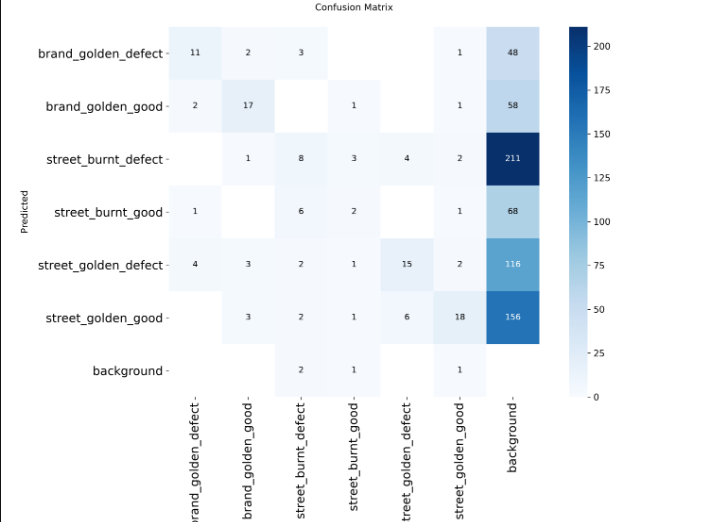 Confusion Matrix
brand_golden_defect 11 2 3 1 48
brand_golden_good 2 17 1 1 58
street_burnt_defect 1 8 3 4 2 211
street_burnt_good 1 6 2 1 68
street_golden_defect 4 3 2 1 15 2 116
street_golden_good 3 2 1 6 18 156
background 2 1 1
Predicted
rand_golden_defect
brand_golden_good
street_burnt_defect
street_burnt_good
treet_golden_defect
street_golden_good
background
200
175
150
125
100
75
50
25
0